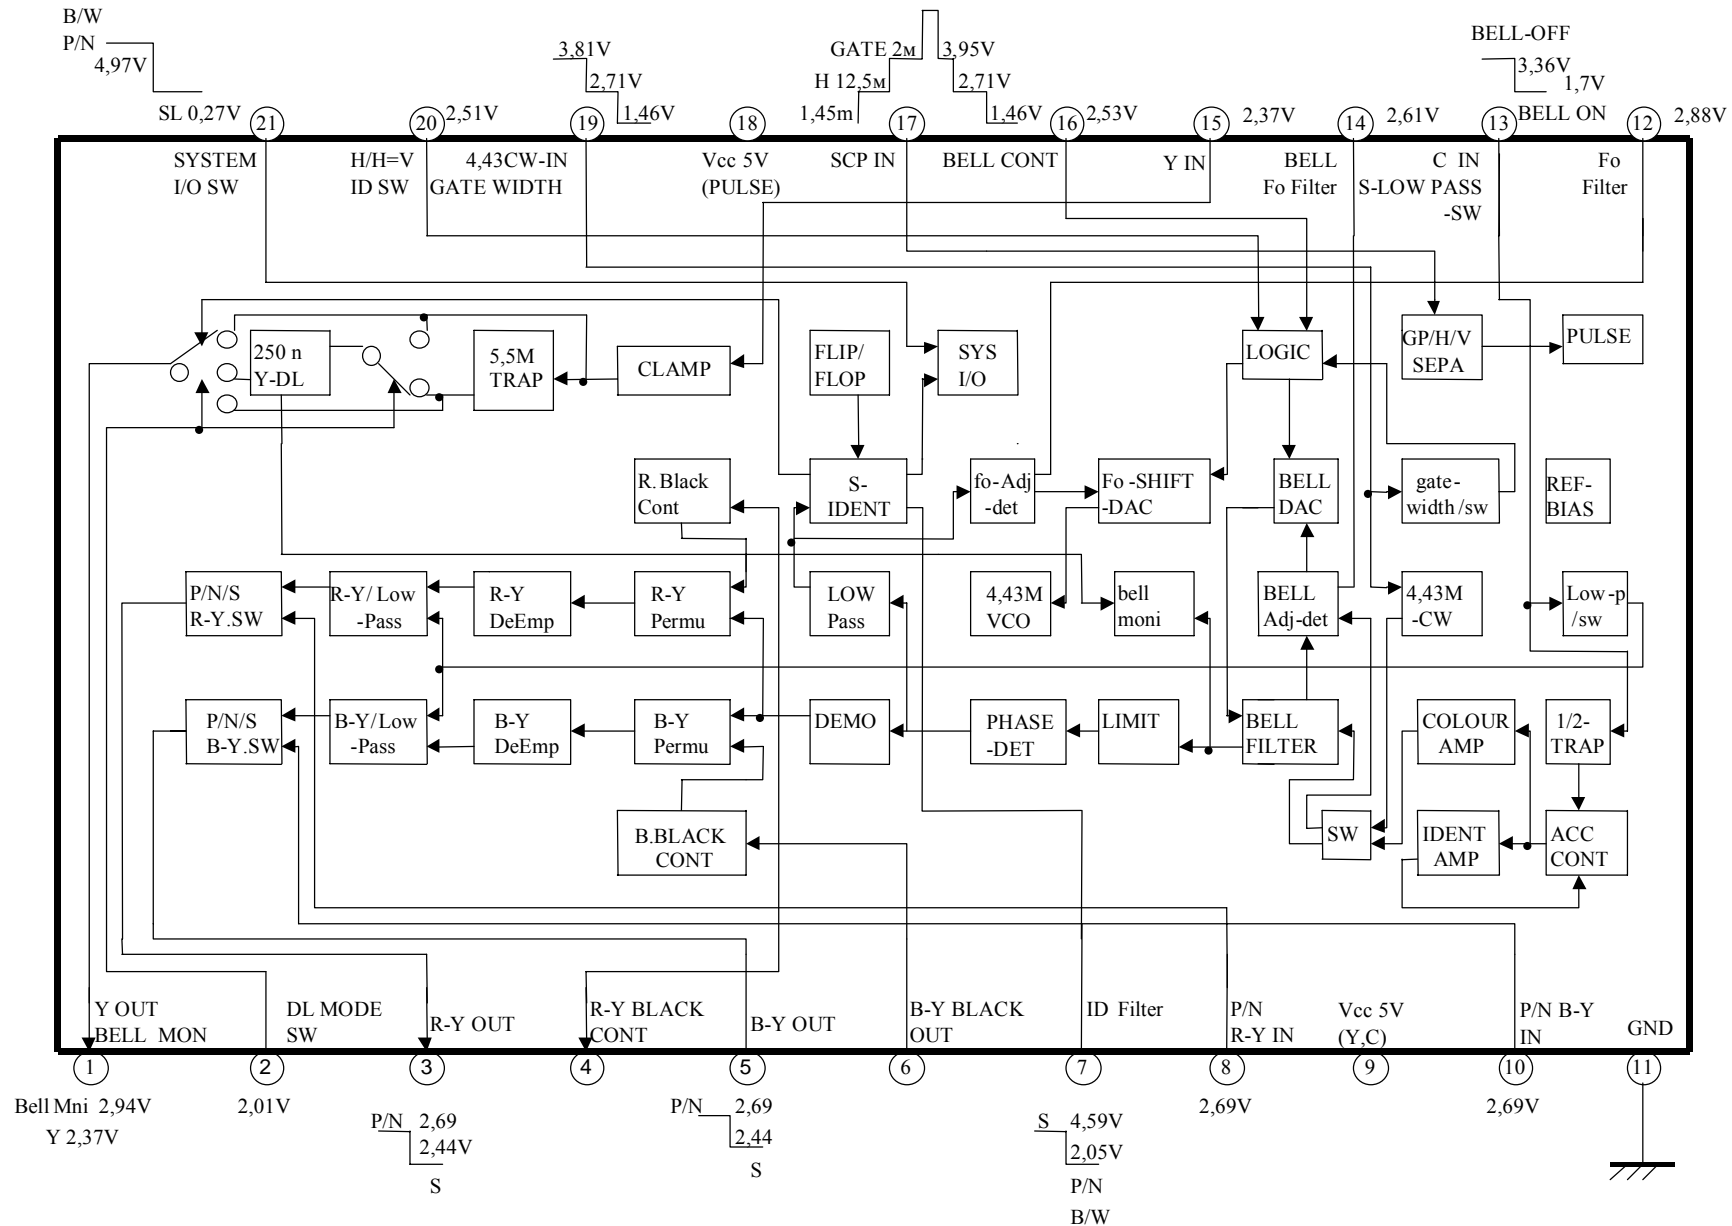 B/W
P/N
4,97V
SL 0,27V
3,81V
2,71V
1,46V
GATE 2м
H 12,5м
1,45m
3,95V
2,71V
1,46V
BELL-OFF
3,36V
1,7V
BELL ON
21
20
2,51V
19
18
17
16
2,53V
15
2,37V
14
2,61V
13
12
2,88V
SYSTEM
I/O SW
H/H=V
ID SW
4,43CW-IN
GATE WIDTH
Vcc 5V
(PULSE)
SCP IN
BELL CONT
Y IN
BELL
Fo Filter
C IN
S-LOW PASS
-SW
Fo
Filter
250 n
Y-DL
5,5M
TRAP
CLAMP
FLIP/
FLOP
SYS
I/O
LOGIC
GP/H/V
SEPA
PULSE
R. Black
Cont
S-
IDENT
fo-Adj
-det
Fo -SHIFT
-DAC
BELL
DAC
gate-
width /sw
REF-
BIAS
P/N/S
R-Y.SW
R-Y/ Low
-Pass
R-Y
DeEmp
R-Y
Permu
LOW
Pass
4,43M
VCO
bell
moni
BELL
Adj-det
4,43M
-CW
Low-p
/sw
P/N/S
B-Y.SW
B-Y/Low
-Pass
B-Y
DeEmp
B-Y
Permu
DEMO
PHASE
-DET
LIMIT
BELL
FILTER
COLOUR
AMP
1/2-
TRAP
B.BLACK
CONT
SW
IDENT
AMP
ACC
CONT
Y OUT
BELL MON
DL MODE
SW
R-Y OUT
R-Y BLACK
CONT
B-Y OUT
B-Y BLACK
OUT
ID Filter
P/N
R-Y IN
Vcc 5V
(Y,C)
P/N B-Y
IN
GND
1
2
3
4
5
6
7
8
9
10
11
Bell Mni 2,94V
Y 2,37V
2,01V
P/N 2,69
2,44V
S
P/N 2,69
2,44
S
S 4,59V
2,05V
P/N
B/W
2,69V
2,69V